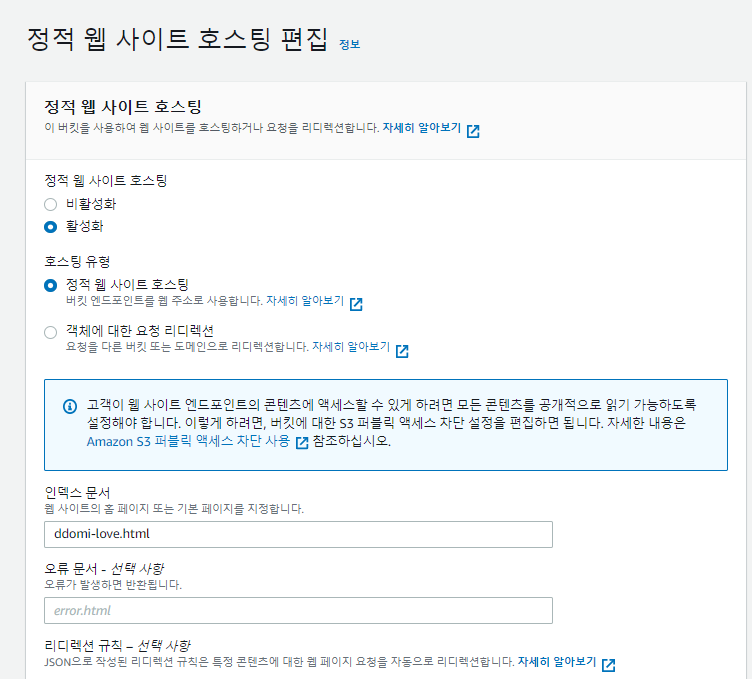 정적 웹 사이트 호스팅 편집 정보
정적 웹 사이트 호스팅
이 버킷을 사용하여 웹 사이트를 호스팅하거나 요청을 리디렉션합니다. 자세히 알아보기
정적 웹 사이트 호스팅
비활성화
활성화
호스팅 유형
정적 웹 사이트 호스팅
버킷 엔드포인트를 웹 주소로 사용합니다. 자세히 알아보기
객체에 대한 요청 리디렉션
요청을 다른 버킷 또는 도메인으로 리디렉션합니다. 자세히 알아보기
고객이 웹 사이트 엔드포인트의 콘텐츠에 액세스할 수 있게 하려면 모든 콘텐츠를 공개적으로 읽기 가능하도록
설정해야 합니다. 이렇게 하려면, 버킷에 대한 S3 퍼블릭 액세스 차단 설정을 편집하면 됩니다. 자세한 내용은
Amazon S3 퍼블릭 액세스 차단 사용 참조하십시오.
인덱스 문서
웹 사이트의 홈 페이지 또는 기본 페이지를 지정합니다.
ddomi-love.html
오류 문서 - 선택 사항
오류가 발생하면 반환됩니다.
error.html
리디렉션 규칙 – 선택 사항
JSON으로 작성된 리디렉션 규칙은 특정 콘텐츠에 대한 웹 페이지 요청을 자동으로 리디렉션합니다. 자세히 알아보기